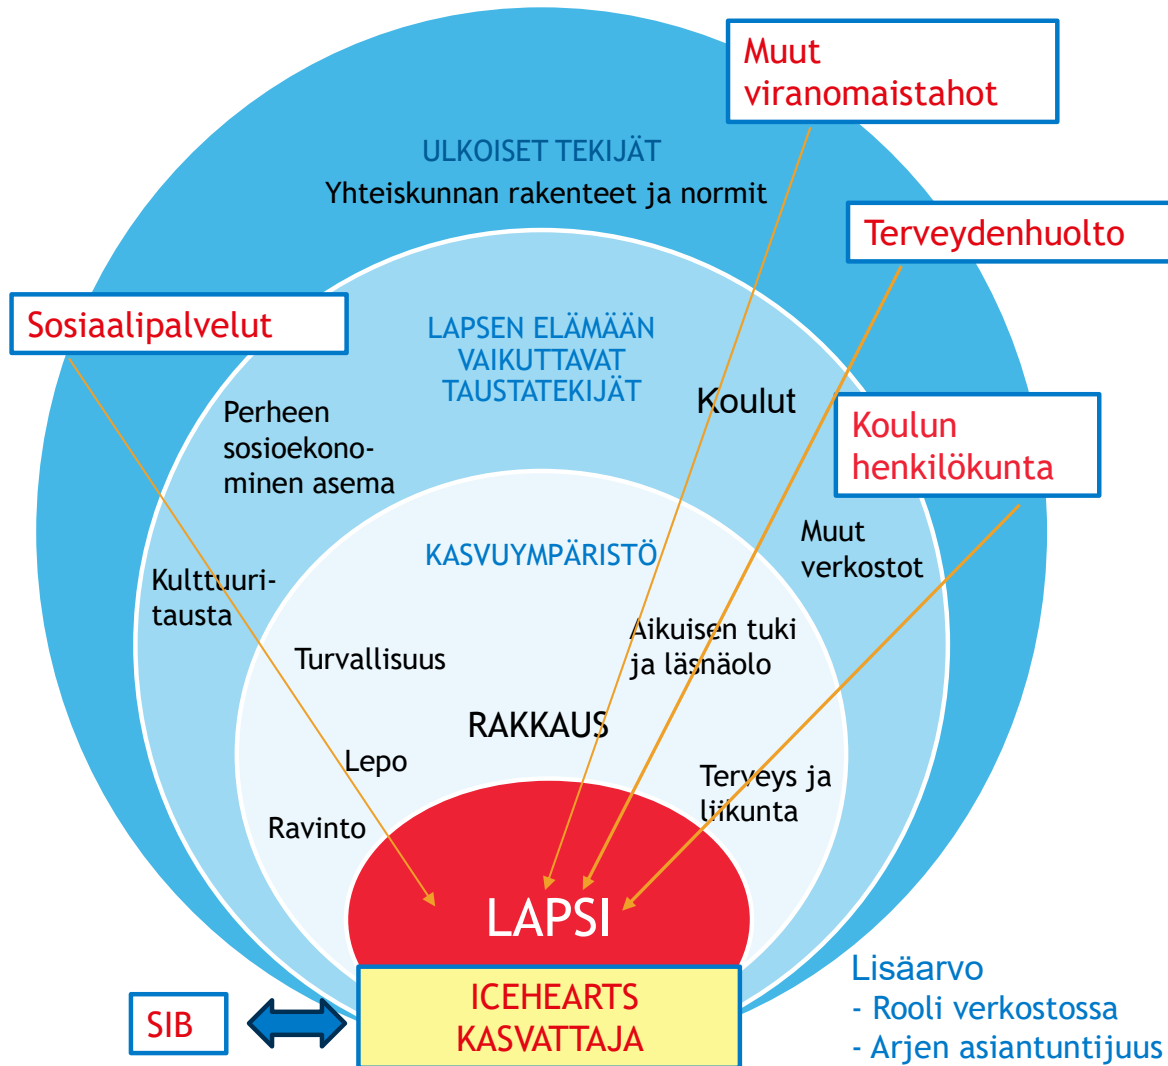 Muut
viranomaistahot
ULKOISET TEKIJÄT
Yhteiskunnan rakenteet ja normit
Terveydenhuolto
Sosiaalipalvelut
LAPSEN ELÄMÄÄN
VAIKUTTAVAT
TAUSTATEKIJÄT
Koulut
Perheen
sosioekono-
minen asema
Koulun
henkilökunta
KASVUYMPÄRISTÖ
Muut
verkostot
Kulttuuri-
tausta
Aikuisen tuki
ja läsnäolo
Turvallisuus
RAKKAUS
Lepo
Terveys ja
liikunta
Ravinto
LAPSI
ICEHEARTS
KASVATTAJA
SIB
Lisäarvo
- Rooli verkostossa
- Arjen asiantuntijuus